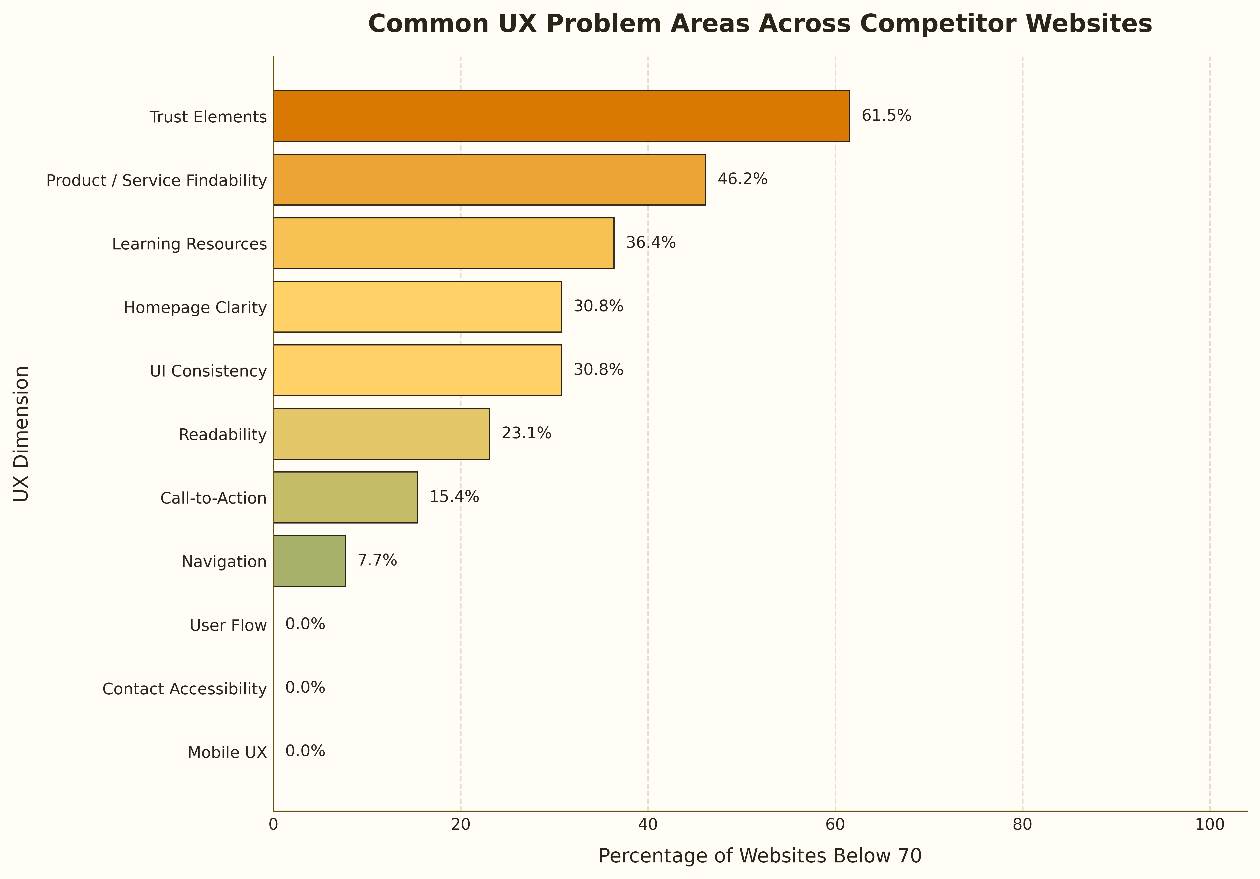 Common UX Problem Areas Across Competitor Websites
UX Dimension
Trust Elements 61.5%
Product / Service Findability 46.2%
Learning Resources 36.4%
Homepage Clarity 30.8%
UI Consistency 30.8%
Readability 23.1%
Call-to-Action 15.4%
Navigation 7.7%
User Flow 0.0%
Contact Accessibility 0.0%
Mobile UX 0.0%
0 20 40 60 80 100
Percentage of Websites Below 70